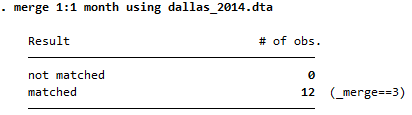 . merge 1:1 month using dallas_2014.dta
Result # of obs.
not matched 0
matched 12 (_merge==3)